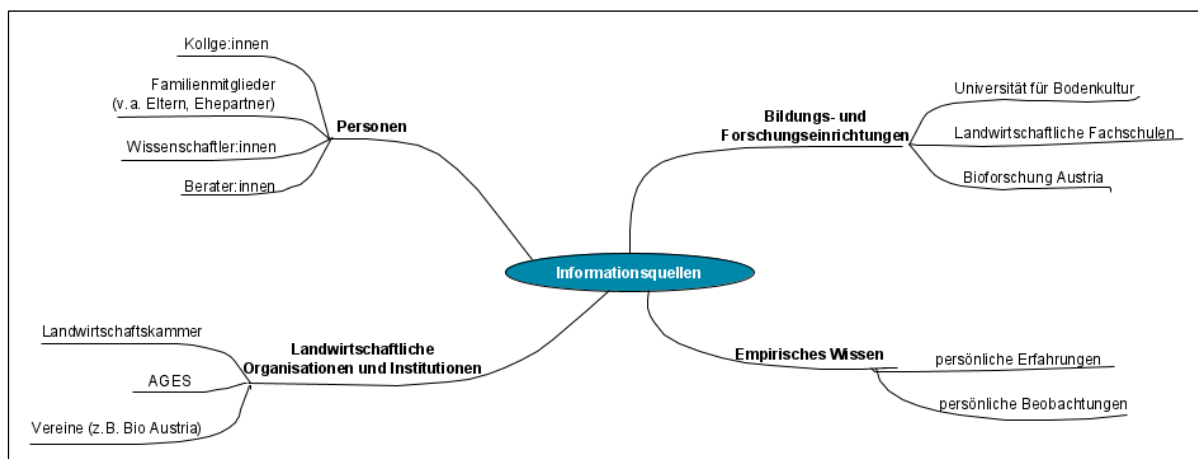 Kollge:innen
Familienmitglieder
(v.a. Eltern, Ehepartner)
Wissenschaftler:innen
Berater:innen
Personen
Bildungs- und
Forschungseinrichtungen
Universität für Bodenkultur
Landwirtschaftliche Fachschulen
Bioforschung Austria
Informationsquellen
Landwirtschaftskammer
AGES
Vereine (z.B. Bio Austria)
Landwirtschaftliche
Organisationen und Institutionen
Empirisches Wissen
persönliche Erfahrungen
persönliche Beobachtungen